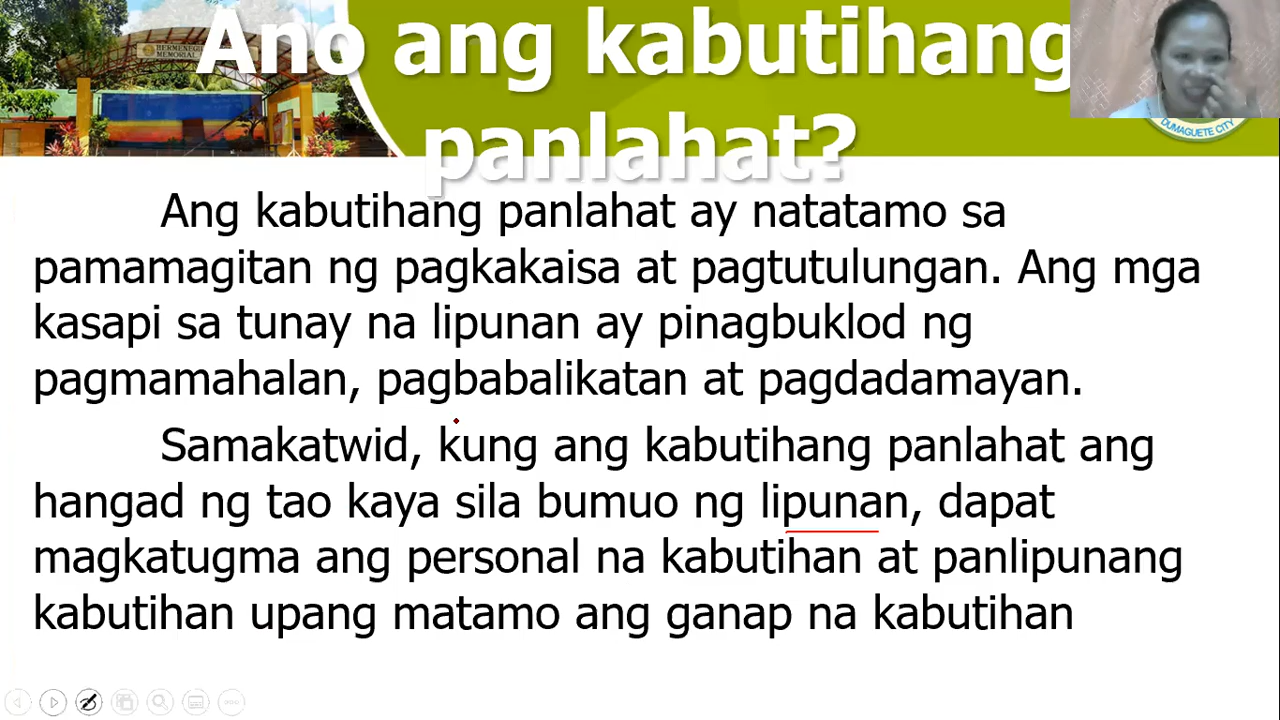 Ano ang kabutihang
panlahat?
MEMORIAL
DUMAGUETE CITY
Ang kabutihang panlahat ay natatamo sa
pamamagitan ng pagkakaisa at pagtutulungan. Ang mga
kasapi sa tunay na lipunan ay pinagbuklod ng
pagmamahalan, pagbabalikatan at pagdadamayan.
Samakatwid, kung ang kabutihang panlahat ang
hangad ng tao kaya sila bumuo ng lipunan, dapat
magkatugma ang personal na kabutihan at panlipunang
kabutihan upang matamo ang ganap na kabutihan